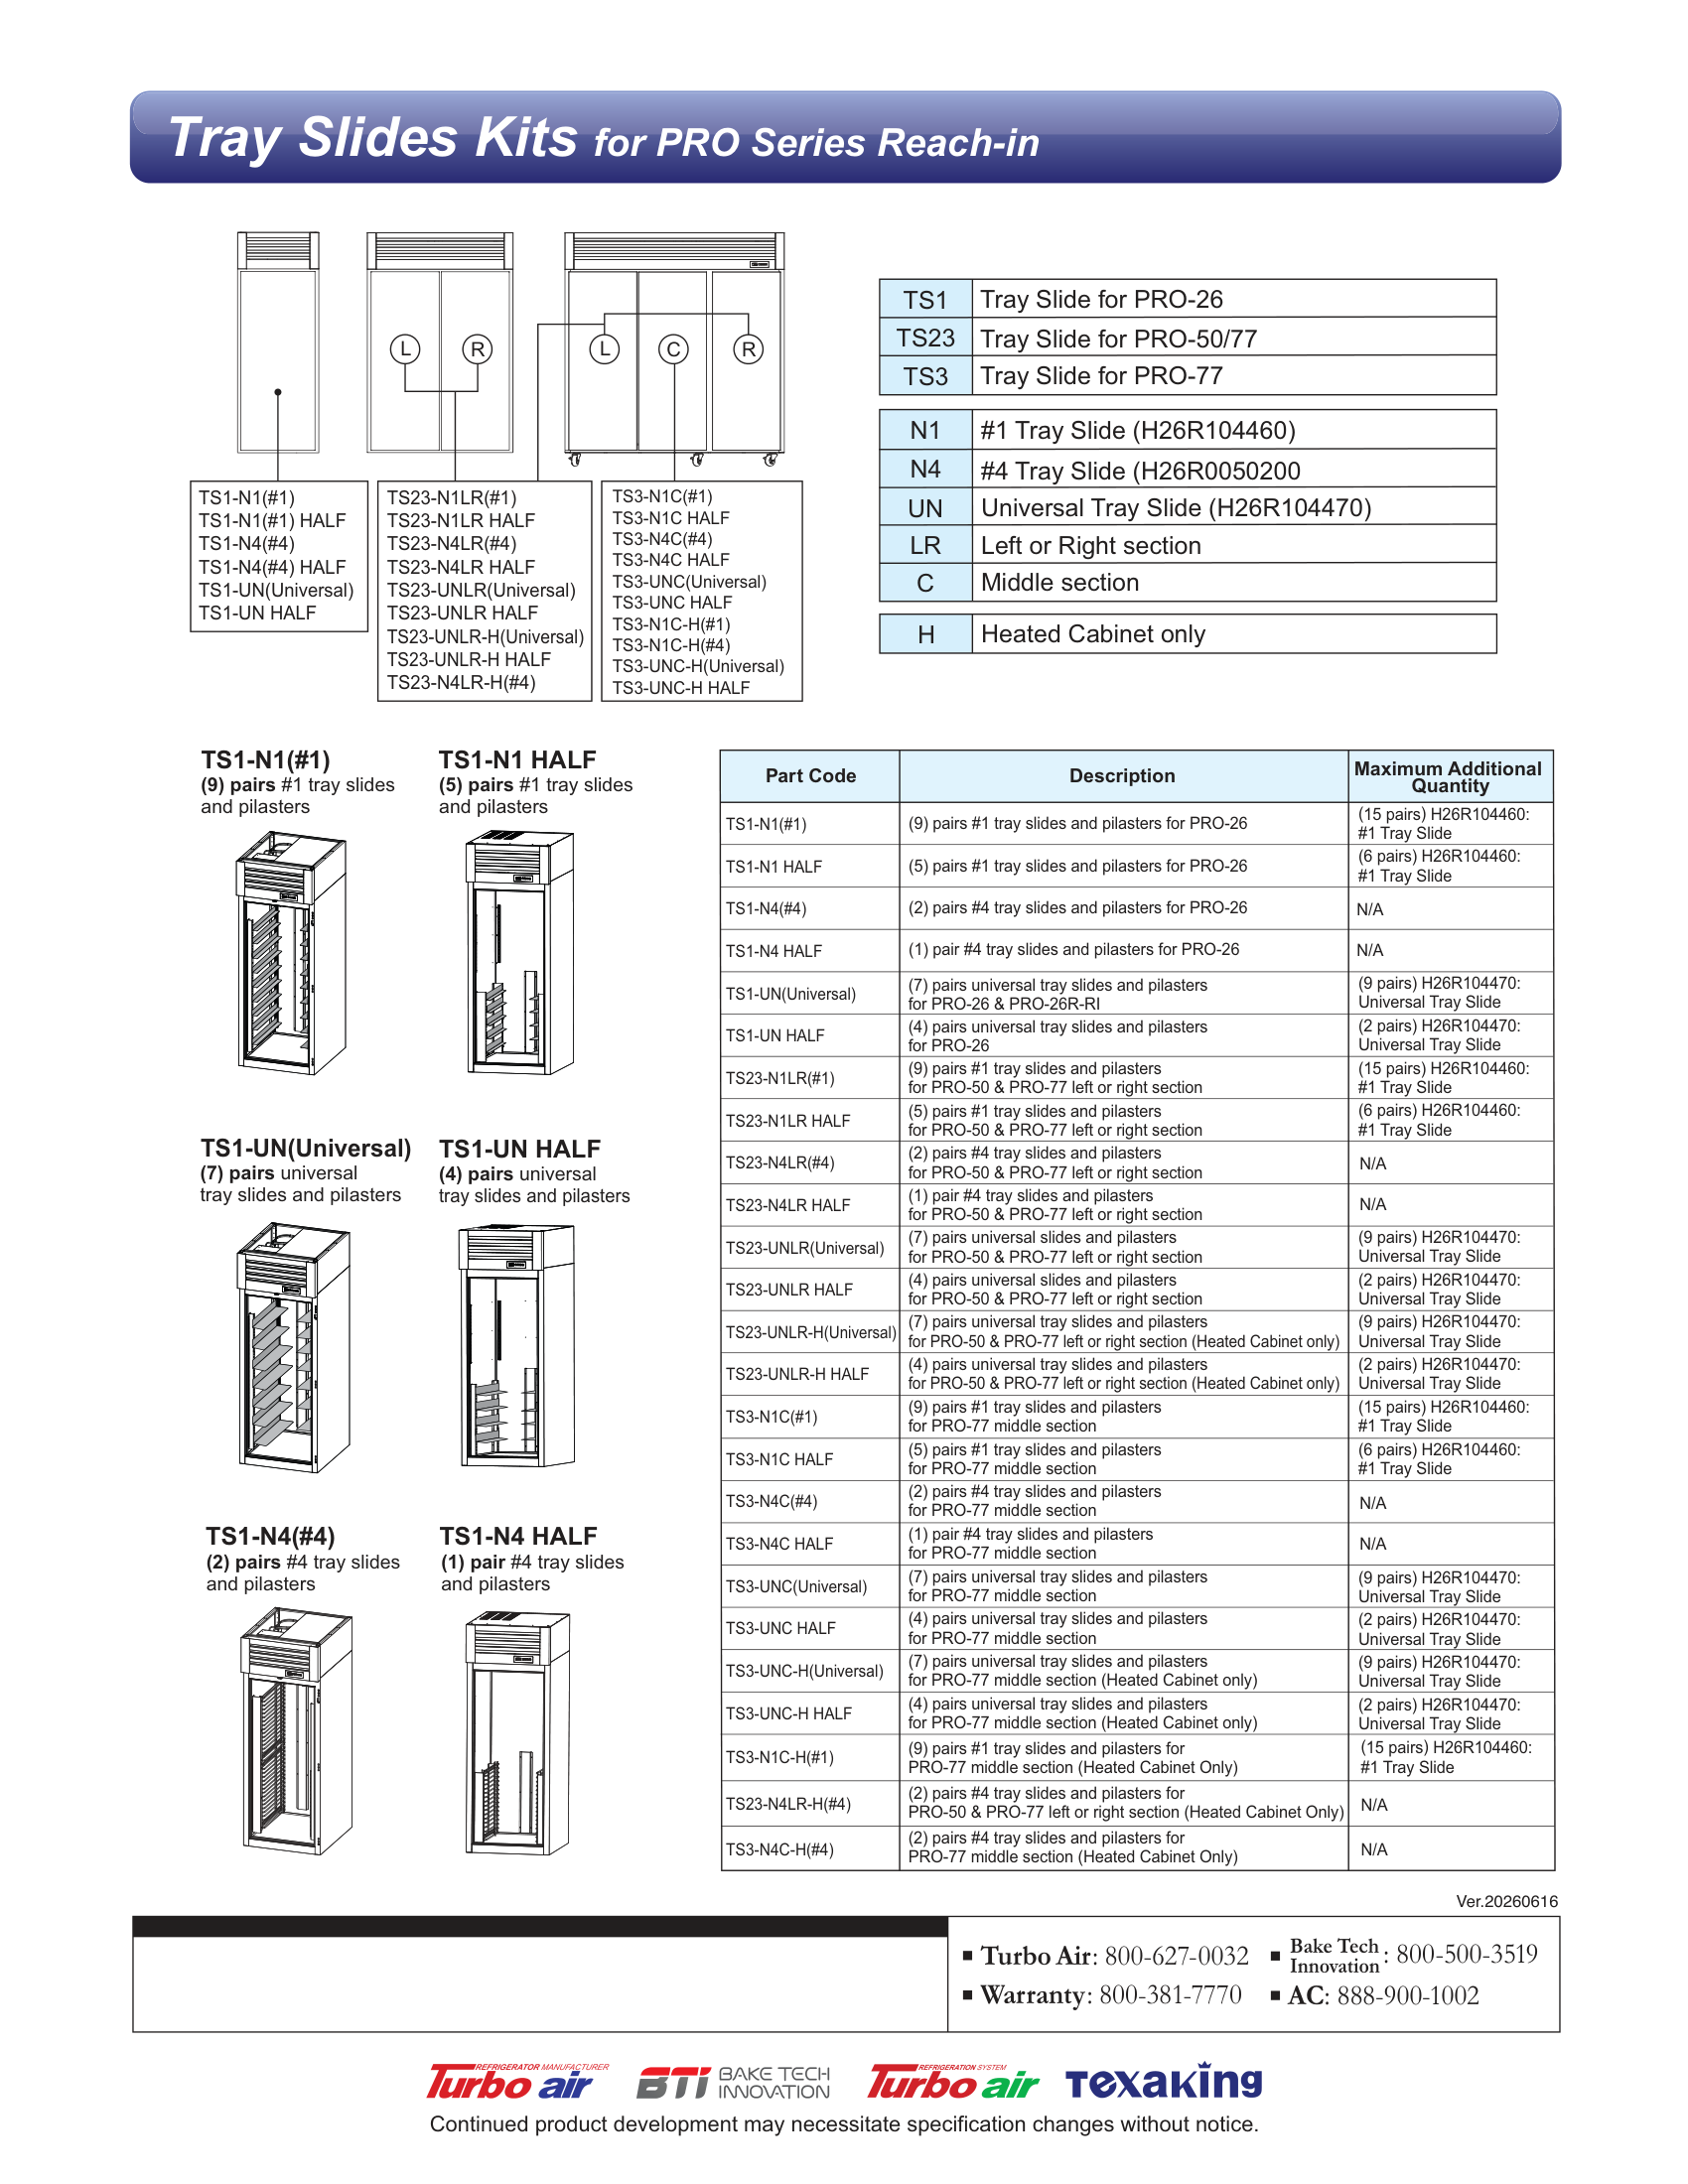 Tray Slides Kits for PRO Series Reach-in
L
R
L
C
R
TS1-N1(#1)
TS1-N1(#1) HALF
TS1-N4(#4)
TS1-N4(#4) HALF
TS1-UN(Universal)
TS1-UN HALF
TS23-N1LR(#1)
TS23-N1LR HALF
TS23-N4LR(#4)
TS23-N4LR HALF
TS23-UNLR(Universal)
TS23-UNLR HALF
TS23-UNLR-H(Universal)
TS23-UNLR-H HALF
TS23-N4LR-H(#4)
TS3-N1C(#1)
TS3-N1C HALF
TS3-N4C(#4)
TS3-N4C HALF
TS3-UNC(Universal)
TS3-UNC HALF
TS3-N1C-H(#1)
TS3-N1C-H(#4)
TS3-UNC-H(Universal)
TS3-UNC-H HALF
TS1 Tray Slide for PRO-26
TS23 Tray Slide for PRO-50/77
TS3 Tray Slide for PRO-77
N1 #1 Tray Slide (H26R104460)
N4 #4 Tray Slide (H26R0050200
UN Universal Tray Slide (H26R104470)
LR Left or Right section
C Middle section
H Heated Cabinet only
TS1-N1(#1)
(9) pairs #1 tray slides
and pilasters
TS1-N1 HALF
(5) pairs #1 tray slides
and pilasters
TS1-UN(Universal)
(7) pairs universal
tray slides and pilasters
TS1-UN HALF
(4) pairs universal
tray slides and pilasters
TS1-N4(#4)
(2) pairs #4 tray slides
and pilasters
TS1-N4 HALF
(1) pair #4 tray slides
and pilasters
Part Code Description Maximum Additional
Quantity
TS1-N1(#1) (9) pairs #1 tray slides and pilasters for PRO-26 (15 pairs) H26R104460:
#1 Tray Slide
TS1-N1 HALF (5) pairs #1 tray slides and pilasters for PRO-26 (6 pairs) H26R104460:
#1 Tray Slide
TS1-N4(#4) (2) pairs #4 tray slides and pilasters for PRO-26 N/A
TS1-N4 HALF (1) pair #4 tray slides and pilasters for PRO-26 N/A
TS1-UN(Universal) (7) pairs universal tray slides and pilasters (9 pairs) H26R104470:
for PRO-26 & PRO-26R-RI Universal Tray Slide
TS1-UN HALF (4) pairs universal tray slides and pilasters (2 pairs) H26R104470:
for PRO-26 Universal Tray Slide
TS23-N1LR(#1) (9) pairs #1 tray slides and pilasters (15 pairs) H26R104460:
for PRO-50 & PRO-77 left or right section #1 Tray Slide
TS23-N1LR HALF (5) pairs #1 tray slides and pilasters (6 pairs) H26R104460:
for PRO-50 & PRO-77 left or right section #1 Tray Slide
TS23-N4LR(#4) (2) pairs #4 tray slides and pilasters N/A
for PRO-50 & PRO-77 left or right section
TS23-N4LR HALF (1) pair #4 tray slides and pilasters N/A
for PRO-50 & PRO-77 left or right section
TS23-UNLR(Universal) (7) pairs universal slides and pilasters (9 pairs) H26R104470:
for PRO-50 & PRO-77 left or right section Universal Tray Slide
TS23-UNLR HALF (4) pairs universal slides and pilasters (2 pairs) H26R104470:
for PRO-50 & PRO-77 left or right section Universal Tray Slide
TS23-UNLR-H(Universal) (7) pairs universal tray slides and pilasters (9 pairs) H26R104470:
for PRO-50 & PRO-77 left or right section (Heated Cabinet only) Universal Tray Slide
TS23-UNLR-H HALF (4) pairs universal tray slides and pilasters (2 pairs) H26R104470:
for PRO-50 & PRO-77 left or right section (Heated Cabinet only) Universal Tray Slide
TS3-N1C(#1) (9) pairs #1 tray slides and pilasters (15 pairs) H26R104460:
for PRO-77 middle section #1 Tray Slide
TS3-N1C HALF (5) pairs #1 tray slides and pilasters (6 pairs) H26R104460:
for PRO-77 middle section #1 Tray Slide
TS3-N4C(#4) (2) pairs #4 tray slides and pilasters N/A
for PRO-77 middle section
TS3-N4C HALF (1) pair #4 tray slides and pilasters N/A
for PRO-77 middle section
TS3-UNC(Universal) (7) pairs universal tray slides and pilasters (9 pairs) H26R104470:
for PRO-77 middle section Universal Tray Slide
TS3-UNC HALF (4) pairs universal tray slides and pilasters (2 pairs) H26R104470:
for PRO-77 middle section Universal Tray Slide
TS3-UNC-H(Universal) (7) pairs universal tray slides and pilasters (9 pairs) H26R104470:
for PRO-77 middle section (Heated Cabinet only) Universal Tray Slide
TS3-UNC-H HALF (4) pairs universal tray slides and pilasters (2 pairs) H26R104470:
for PRO-77 middle section (Heated Cabinet only) Universal Tray Slide
TS3-N1C-H(#1) (9) pairs #1 tray slides and pilasters for (15 pairs) H26R104460:
PRO-77 middle section (Heated Cabinet Only) #1 Tray Slide
TS23-N4LR-H(#4) (2) pairs #4 tray slides and pilasters for N/A
PRO-50 & PRO-77 left or right section (Heated Cabinet Only)
TS3-N4C-H(#4) (2) pairs #4 tray slides and pilasters for N/A
PRO-77 middle section (Heated Cabinet Only)
Ver.20260616
▪ Turbo Air: 800-627-0032 ▪ Bake Tech Innovation : 800-500-3519
▪ Warranty: 800-381-7770 ▪ AC: 888-900-1002
REFRIGERATOR MANUFACTURER
Turbo air
BTI BAKE TECH
INNOVATION
REFRIGERATION SYSTEM
Turbo air
Texaking
Continued product development may necessitate specification changes without notice.